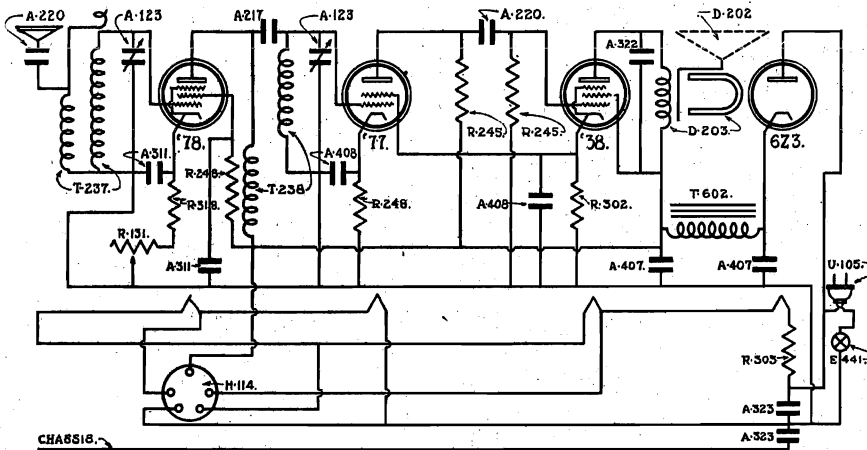 A·220
A·123
A·217
A·123
A·220.
A·322
D·202
'78.
'77.
'38.
6Z3.
R·245.
R·245.
D·203.
A·311.
R·248.
A·408
T·237.
T·238
R·318.
R·248.
A·408
R·302.
T·602.
R·131.
A·311
A·407.
A·407
U·105.
R·303
E·441.
H·114.
A·323
A·323
CHASSIS.